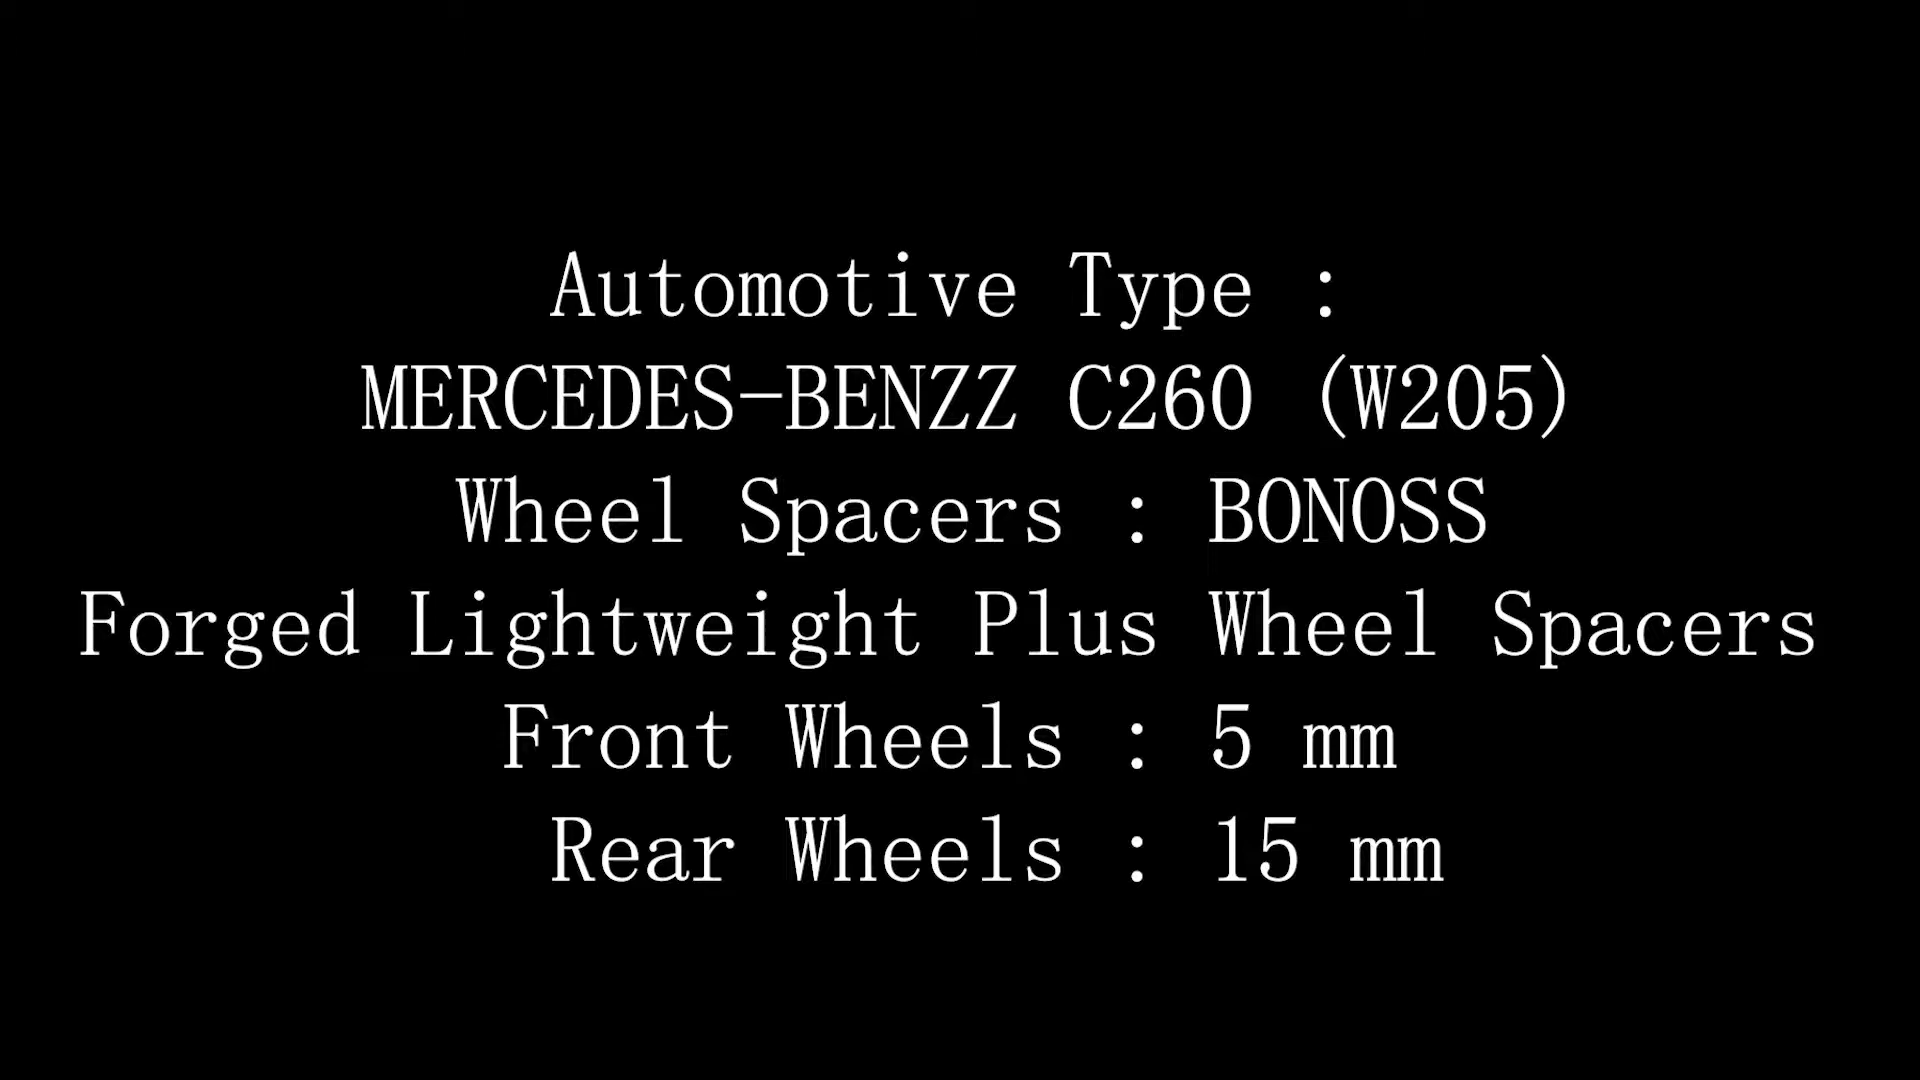 Automotive Type :
MERCEDES-BENZZ C260 (W205)
Wheel Spacers : BONOSS
Forged Lightweight Plus Wheel Spacers
Front Wheels : 5 mm
Rear Wheels : 15 mm